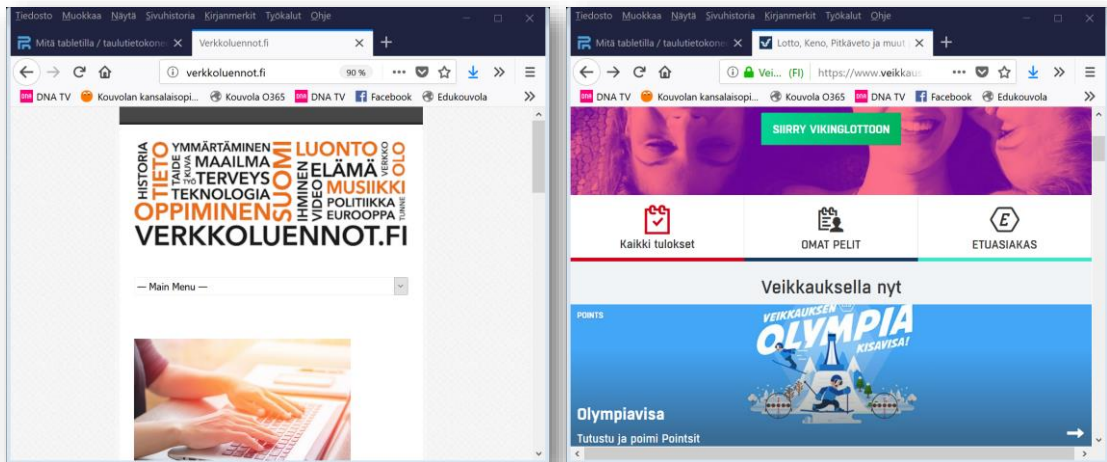 Tiedosto Muokkaa Näytä Sivuhistoria Kirjanmerkit Työkalut Ohje
Mitä tabletilla / taulutietokone
Verkkoluennot.fi
verkkoluennot.fi
90 %
DNA TV Kouvolan kansalaisopi... Kouvola O365 DNA TV Facebook Edukouvola
HISTORIA
OTIETO
TAIDE
YMMÄRTÄMINEN
KUVA
MAAILMA
TYÖ
TERVEYS
TEKNOLOGIA
OPPIMINEN
SUOMI
LUONTO
IHMINEN
ELÄMÄ
VERKKO
OLO
VIDEO
MUSIIKKI
POLITIIKKA
EUROOPPA
TUNNE
VERKKOLUENNOT.FI
— Main Menu —
Tiedosto Muokkaa Näytä Sivuhistoria Kirjanmerkit Työkalut Ohje
Mitä tabletilla / taulutietokone
Lotto, Keno, Pitkäveto ja muut
Vei... (FI) https://www.veikkaus
DNA TV Kouvolan kansalaisopi... Kouvola O365 DNA TV Facebook Edukouvola
SIIRRY VIKINGLOTTOON
Kaikki tulokset
OMAT PELIT
E
ETUASIAKAS
Veikkauksella nyt
POINTS
VEIKKAUKSEN
OLYMPIA
KISAVISA!
Olympiavisa
Tutustu ja poimi Pointsit